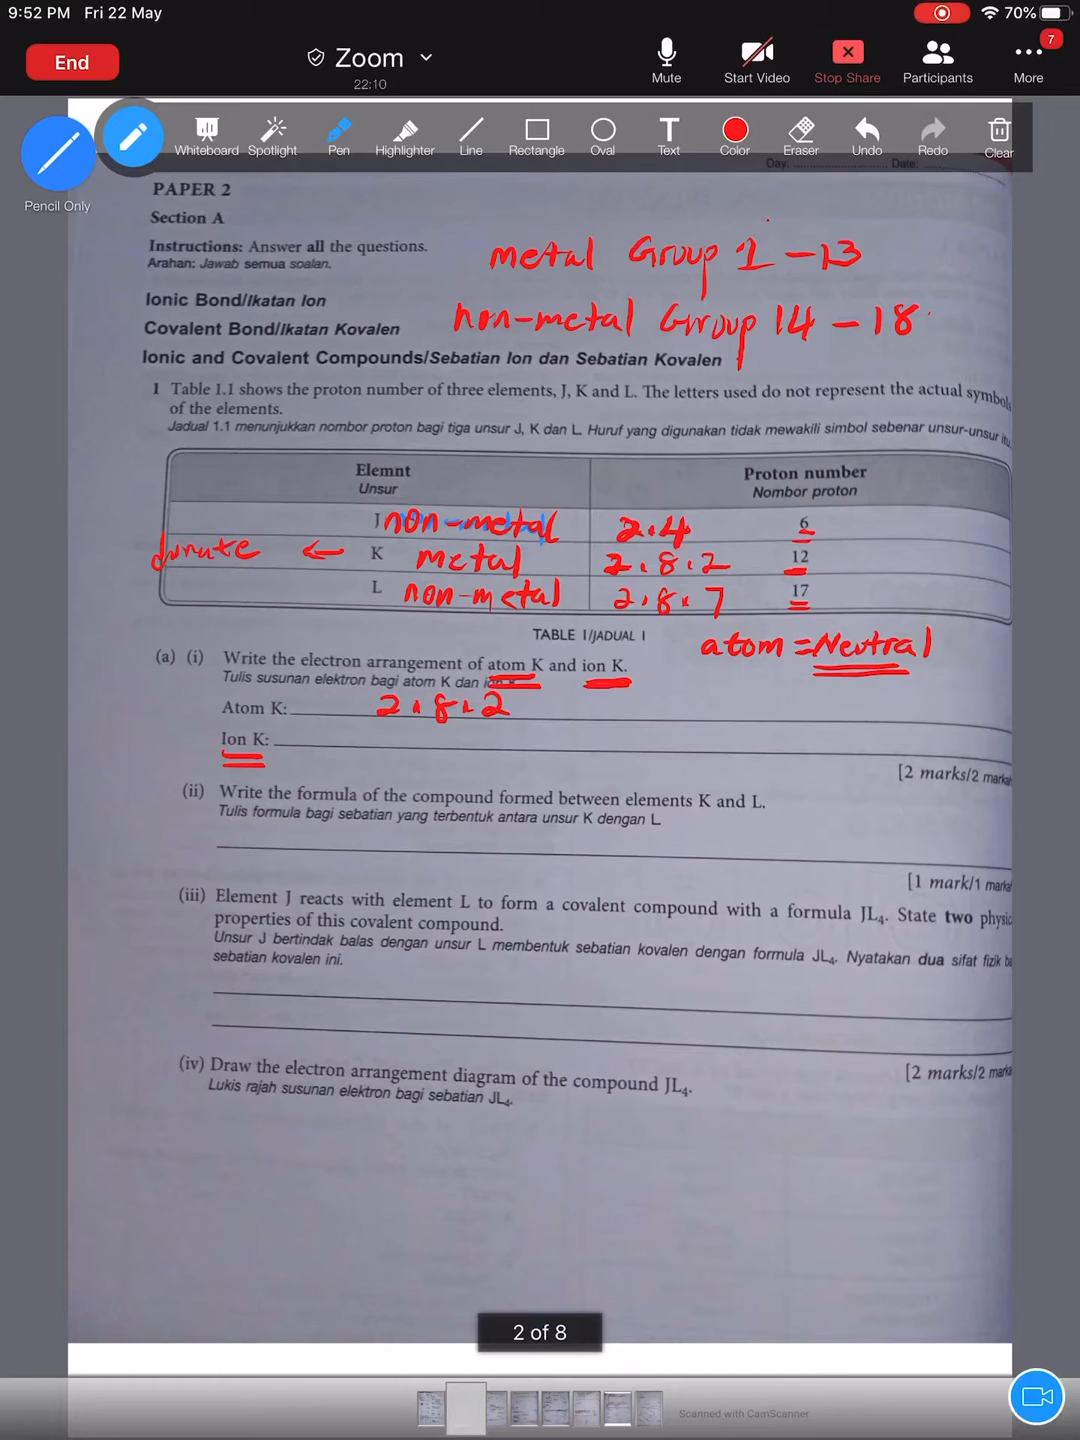 9:52 PM Fri 22 May
70%
End
Zoom
22:10
Mute
Start Video
Stop Share
Participants
7
More
Whiteboard
Spotlight
Pen
Highlighter
Line
Rectangle
Oval
T
Text
Color
Eraser
Undo
Redo
Clear
Pencil Only
Day: Date:
PAPER 2
Section A
Instructions: Answer all the questions.
Arahan: Jawab semua soalan.
metal Group 1 - 13
non-metal Group 14 - 18
Ionic Bond/Ikatan Ion
Covalent Bond/Ikatan Kovalen
Ionic and Covalent Compounds/Sebatian Ion dan Sebatian Kovalen
1 Table 1.1 shows the proton number of three elements, J, K and L. The letters used do not represent the actual symbols
of the elements.
Jadual 1.1 menunjukkan nombor proton bagi tiga unsur J, K dan L. Huruf yang digunakan tidak mewakili simbol sebenar unsur-unsur itu.
Elemnt Proton number
Unsur Nombor proton
J non-metal 2.4 6
donate ← K metal 2.8.2 12
L non-metal 2.8.7 17
TABLE 1/JADUAL 1
atom = Neutral
(a) (i) Write the electron arrangement of atom K and ion K.
Tulis susunan elektron bagi atom K dan ion K.
Atom K: 2.8.2
Ion K:
[2 marks/2 marka
(ii) Write the formula of the compound formed between elements K and L.
Tulis formula bagi sebatian yang terbentuk antara unsur K dengan L.
[1 mark/1 marka
(iii) Element J reacts with element L to form a covalent compound with a formula JL₄. State two physic
properties of this covalent compound.
Unsur J bertindak balas dengan unsur L membentuk sebatian kovalen dengan formula JL₄. Nyatakan dua sifat fizik ba
sebatian kovalen ini.
[2 marks/2 marka
(iv) Draw the electron arrangement diagram of the compound JL₄.
Lukis rajah susunan elektron bagi sebatian JL₄.
2 of 8
Scanned with CamScanner